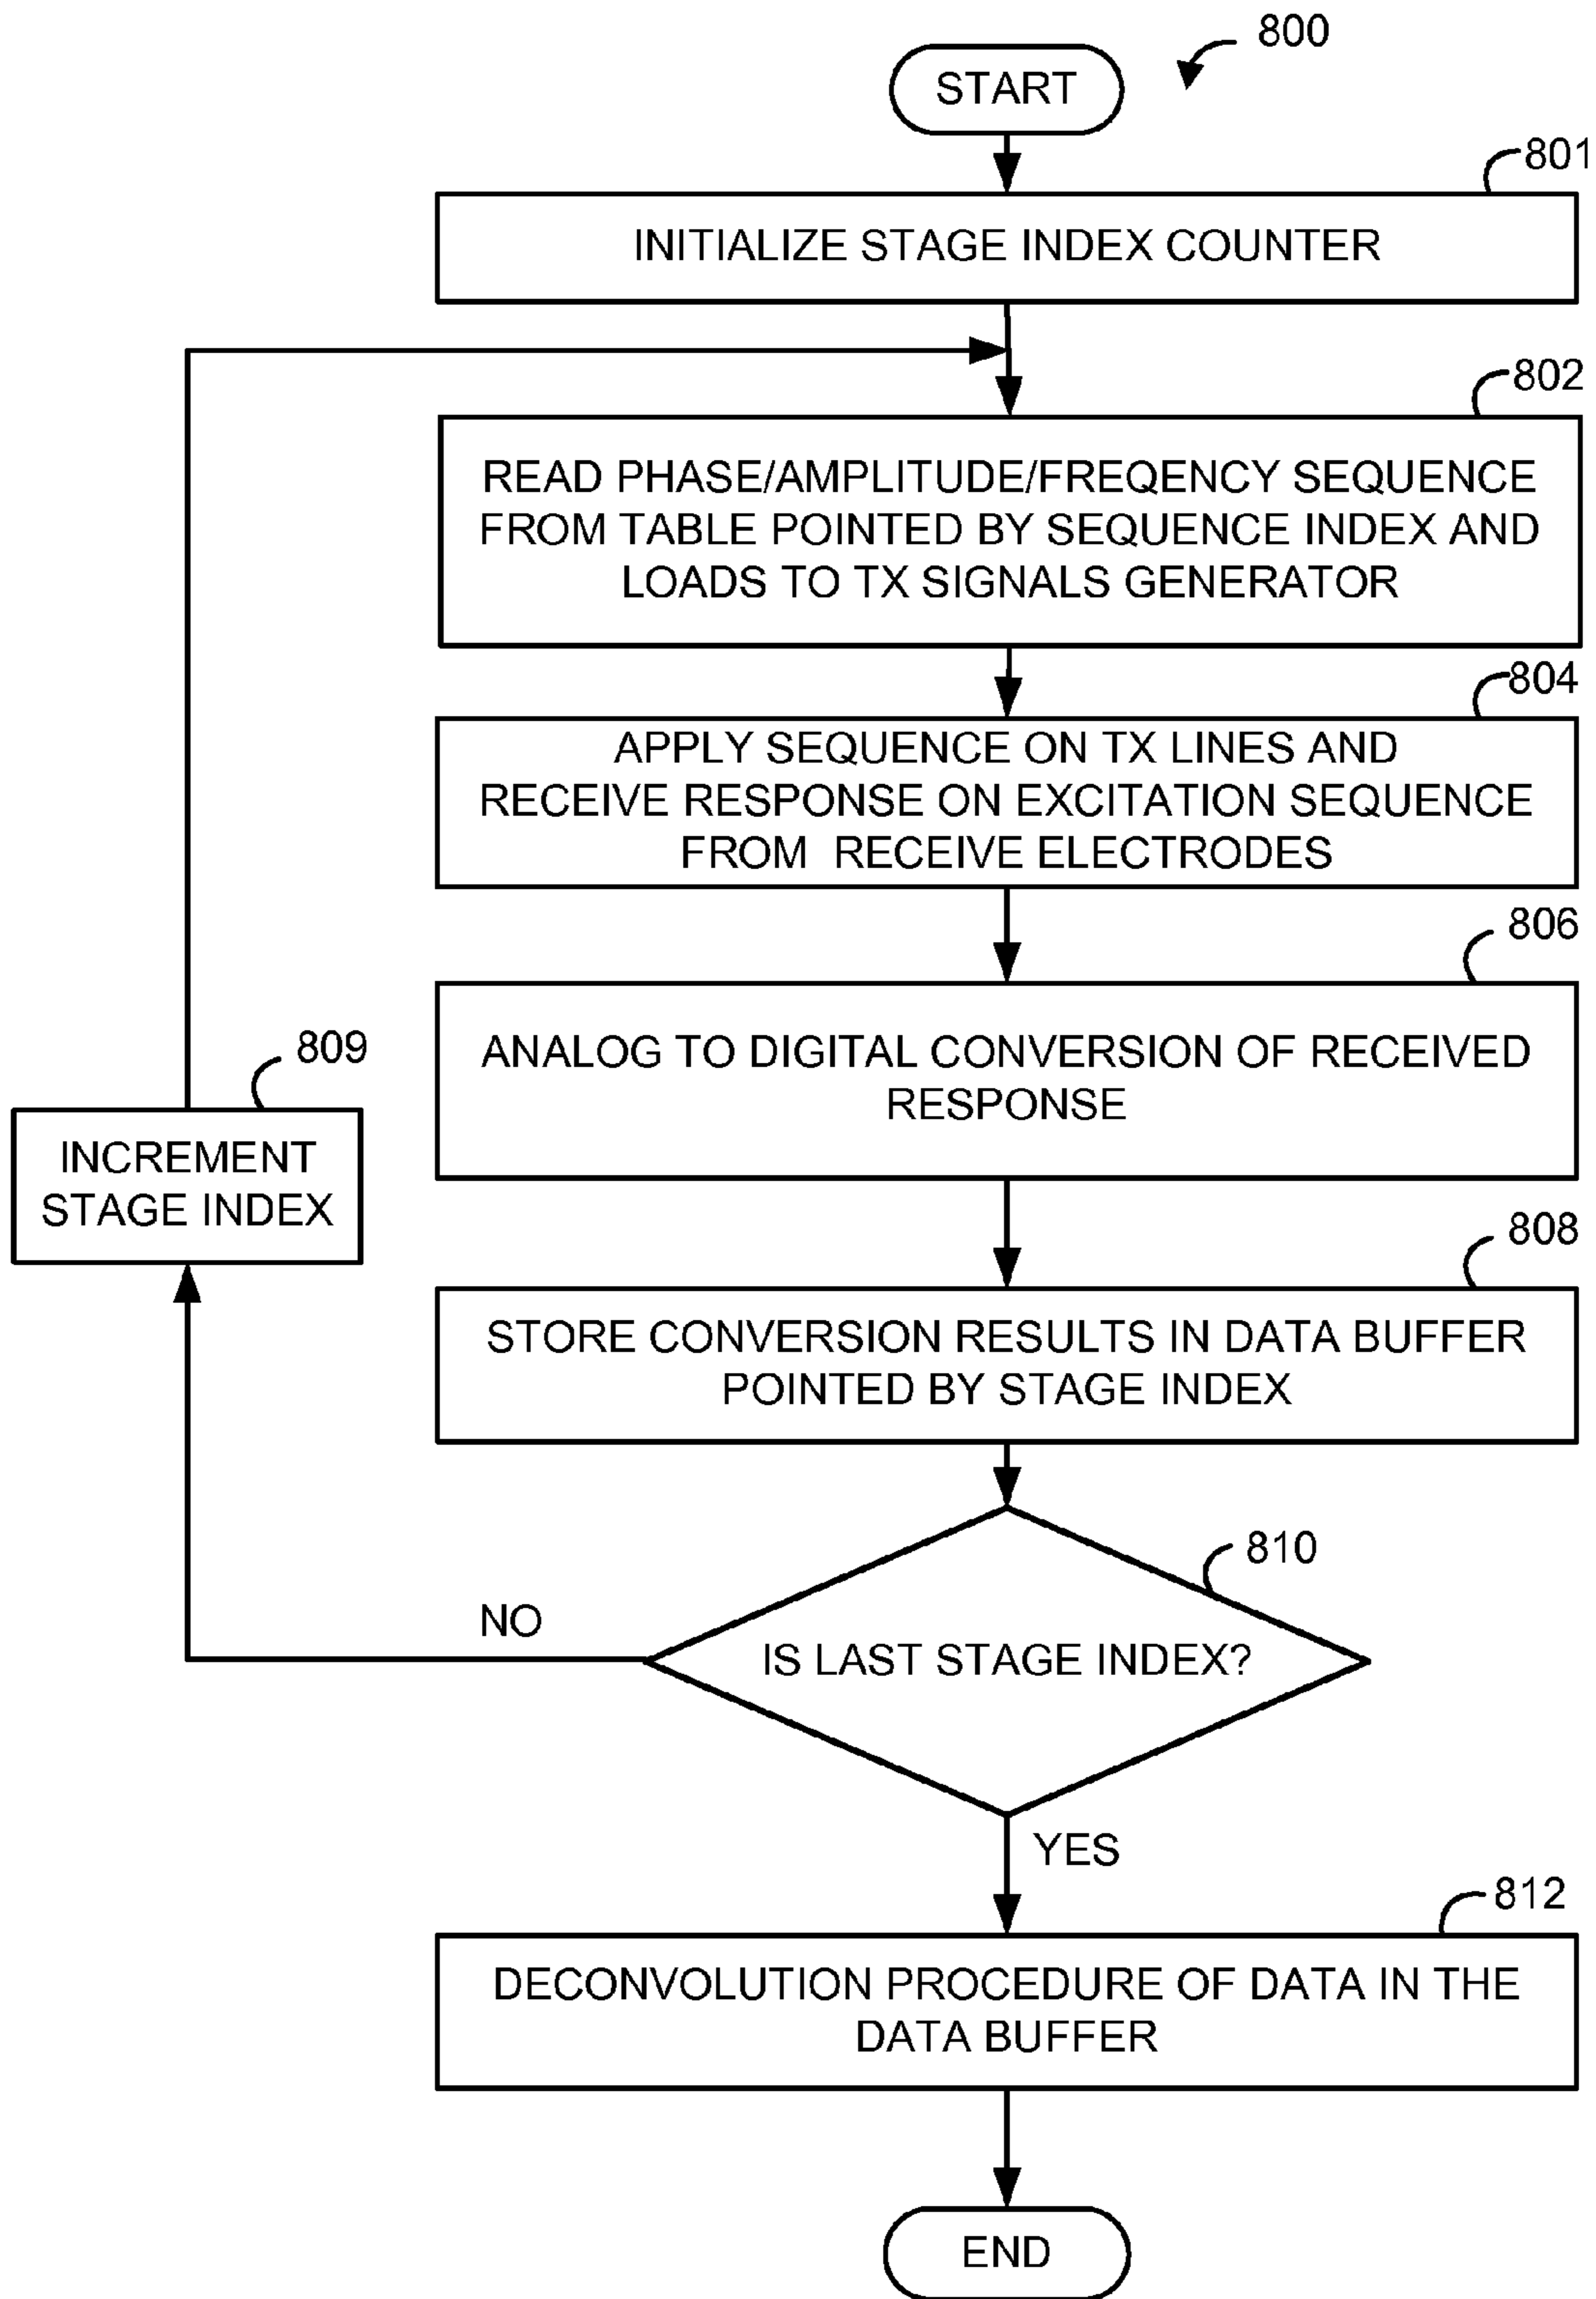 800
START
801
INITIALIZE STAGE INDEX COUNTER
802
READ PHASE/AMPLITUDE/FREQENCY SEQUENCE
FROM TABLE POINTED BY SEQUENCE INDEX AND
LOADS TO TX SIGNALS GENERATOR
804
APPLY SEQUENCE ON TX LINES AND
RECEIVE RESPONSE ON EXCITATION SEQUENCE
FROM RECEIVE ELECTRODES
806
ANALOG TO DIGITAL CONVERSION OF RECEIVED
RESPONSE
809
INCREMENT
STAGE INDEX
808
STORE CONVERSION RESULTS IN DATA BUFFER
POINTED BY STAGE INDEX
810
NO
IS LAST STAGE INDEX?
YES
812
DECONVOLUTION PROCEDURE OF DATA IN THE
DATA BUFFER
END